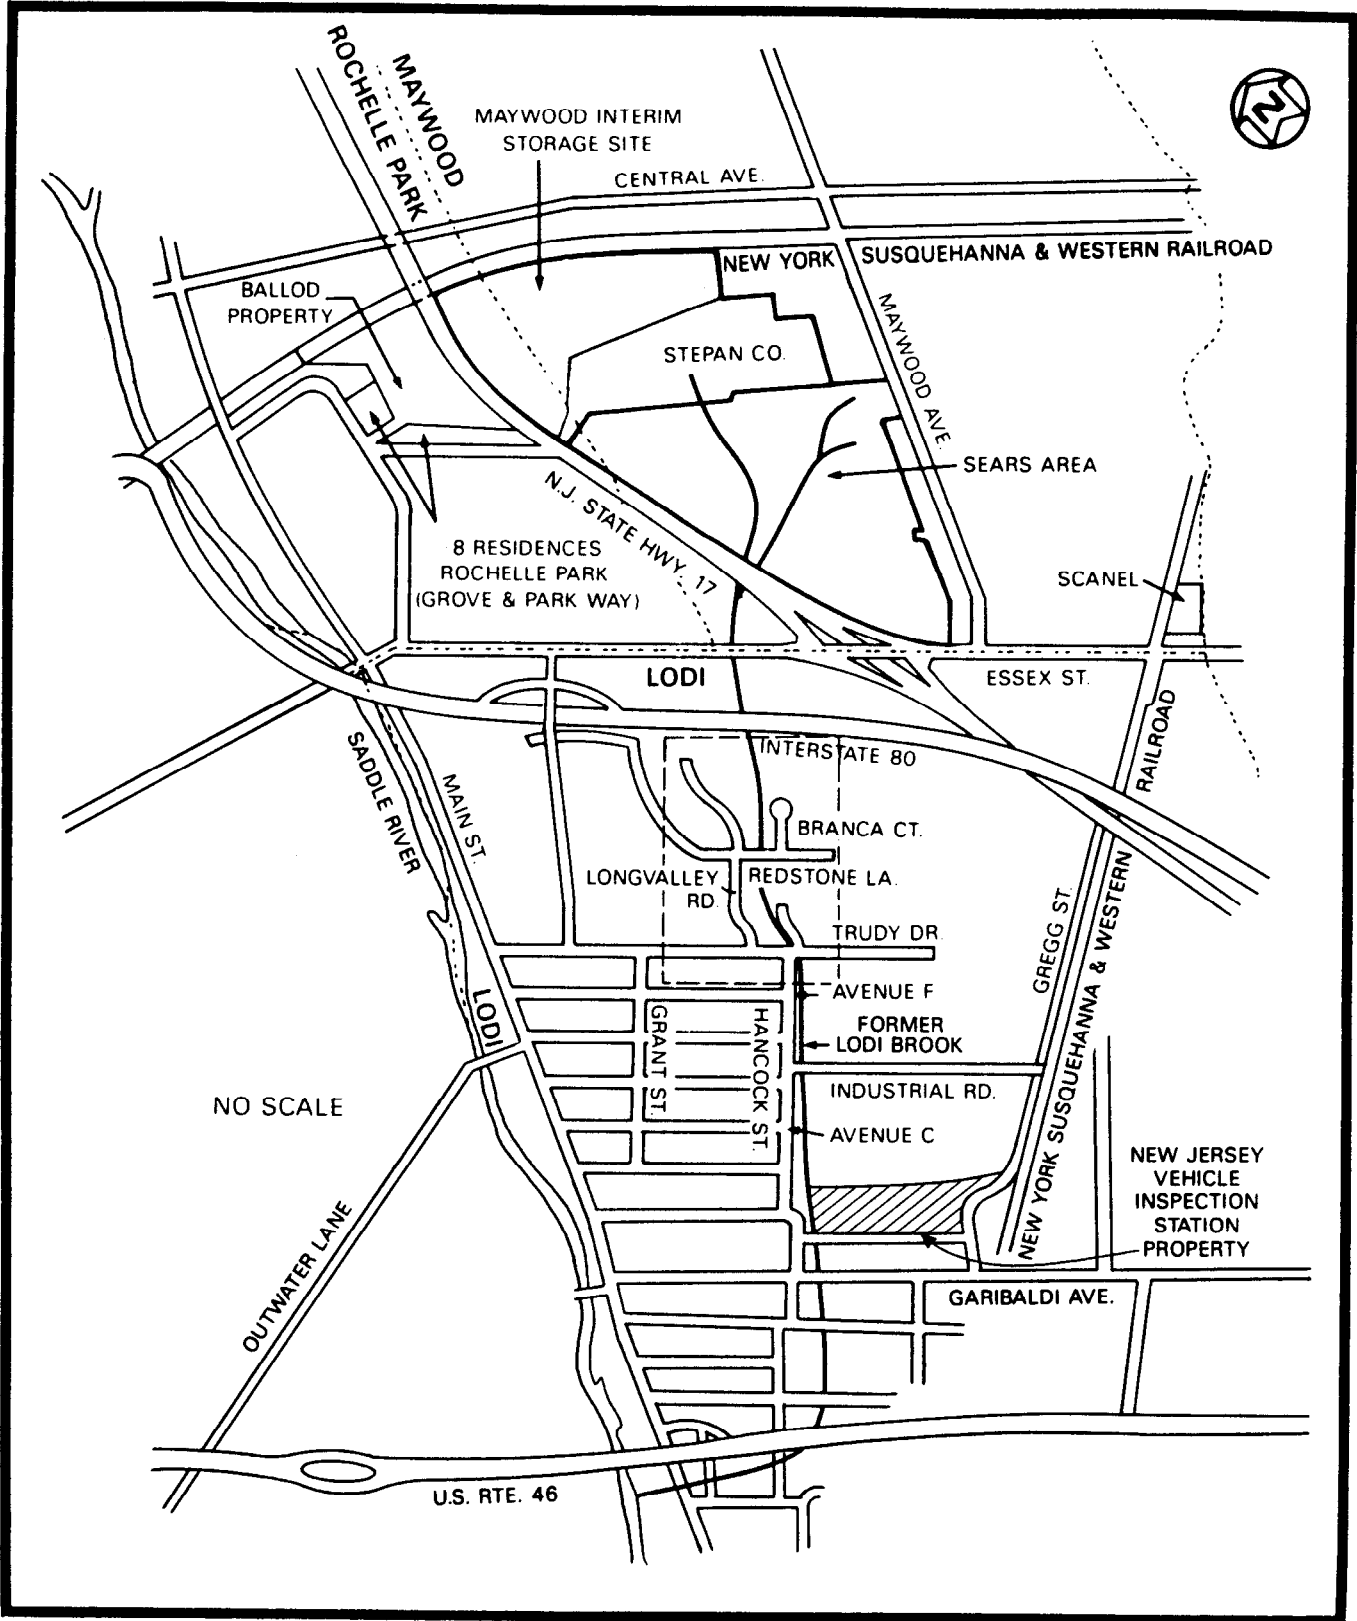 MAYWOOD
ROCHELLE PARK
N
MAYWOOD INTERIM
STORAGE SITE
CENTRAL AVE.
NEW YORK SUSQUEHANNA & WESTERN RAILROAD
BALLOD
PROPERTY
MAYWOOD AVE.
STEPAN CO.
SEARS AREA
N.J. STATE HWY. 17
8 RESIDENCES
ROCHELLE PARK
(GROVE & PARK WAY)
SCANEL
LODI
ESSEX ST.
INTERSTATE 80
SADDLE RIVER
MAIN ST.
BRANCA CT.
LONGVALLEY
RD.
REDSTONE LA.
TRUDY DR.
GREGG ST.
NEW YORK SUSQUEHANNA & WESTERN RAILROAD
LODI
AVENUE F
FORMER
LODI BROOK
GRANT ST.
HANCOCK ST.
INDUSTRIAL RD.
NO SCALE
AVENUE C
NEW JERSEY
VEHICLE
INSPECTION
STATION
PROPERTY
OUTWATER LANE
GARIBALDI AVE.
U.S. RTE. 46